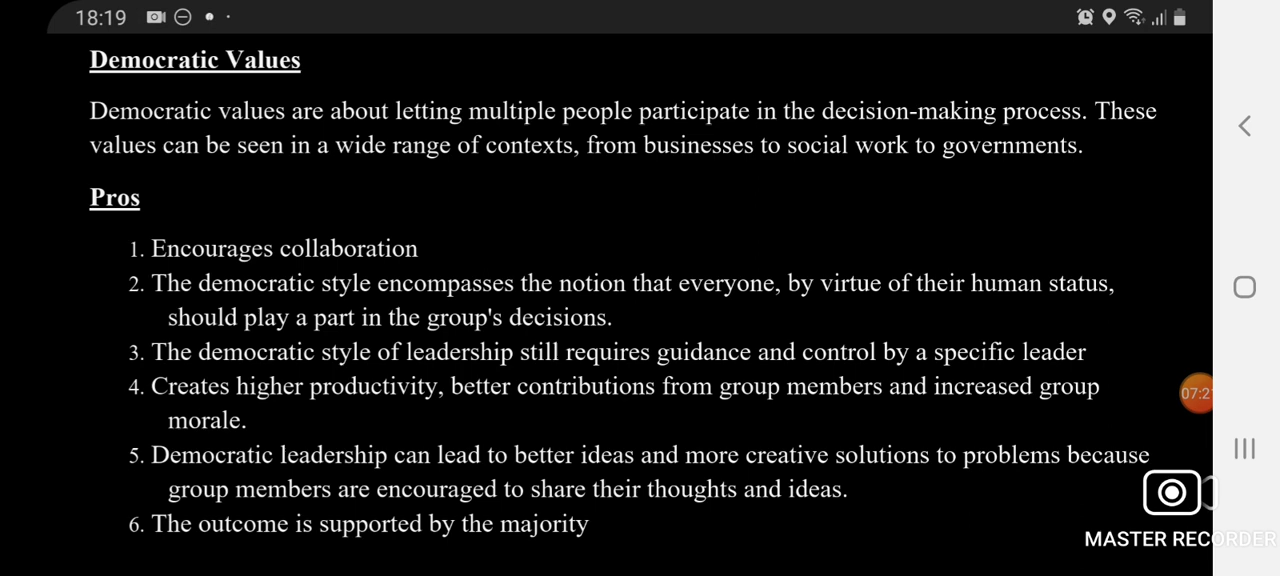 18:19
Democratic Values
Democratic values are about letting multiple people participate in the decision-making process. These
values can be seen in a wide range of contexts, from businesses to social work to governments.
Pros
1. Encourages collaboration
2. The democratic style encompasses the notion that everyone, by virtue of their human status,
should play a part in the group's decisions.
3. The democratic style of leadership still requires guidance and control by a specific leader
4. Creates higher productivity, better contributions from group members and increased group
morale.
5. Democratic leadership can lead to better ideas and more creative solutions to problems because
group members are encouraged to share their thoughts and ideas.
6. The outcome is supported by the majority
MASTER RECORDER